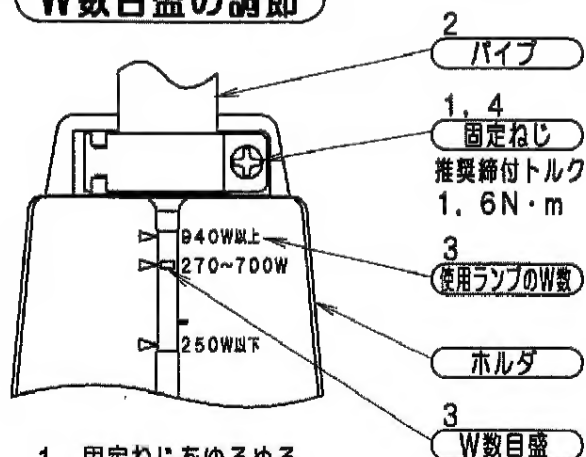 W数目盛の調節
2
パイプ
1, 4
固定ねじ
推奨締付トルク
1. 6N・m
940W以上
270~700W
3
使用ランプのW数
250W以下
ホルダ
3
W数目盛
1. 固定ねじをゆるめる